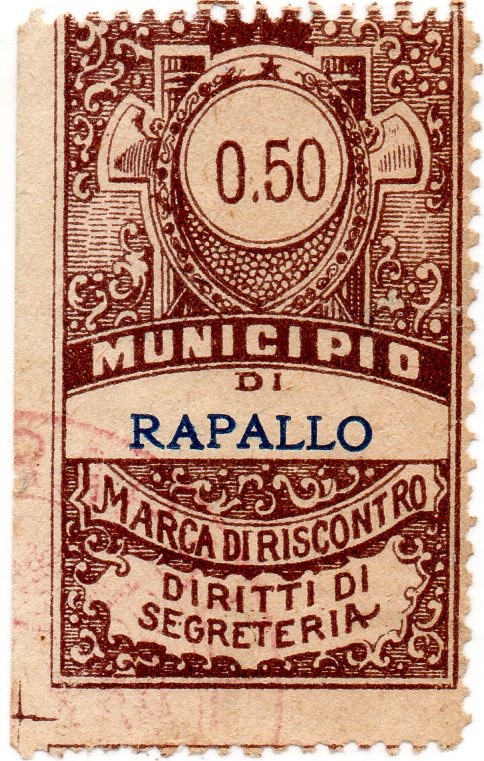 0.50
MUNICIPIO
DI
RAPALLO
MARCA DI RISCONTRO
DIRITTI DI
SEGRETERIA